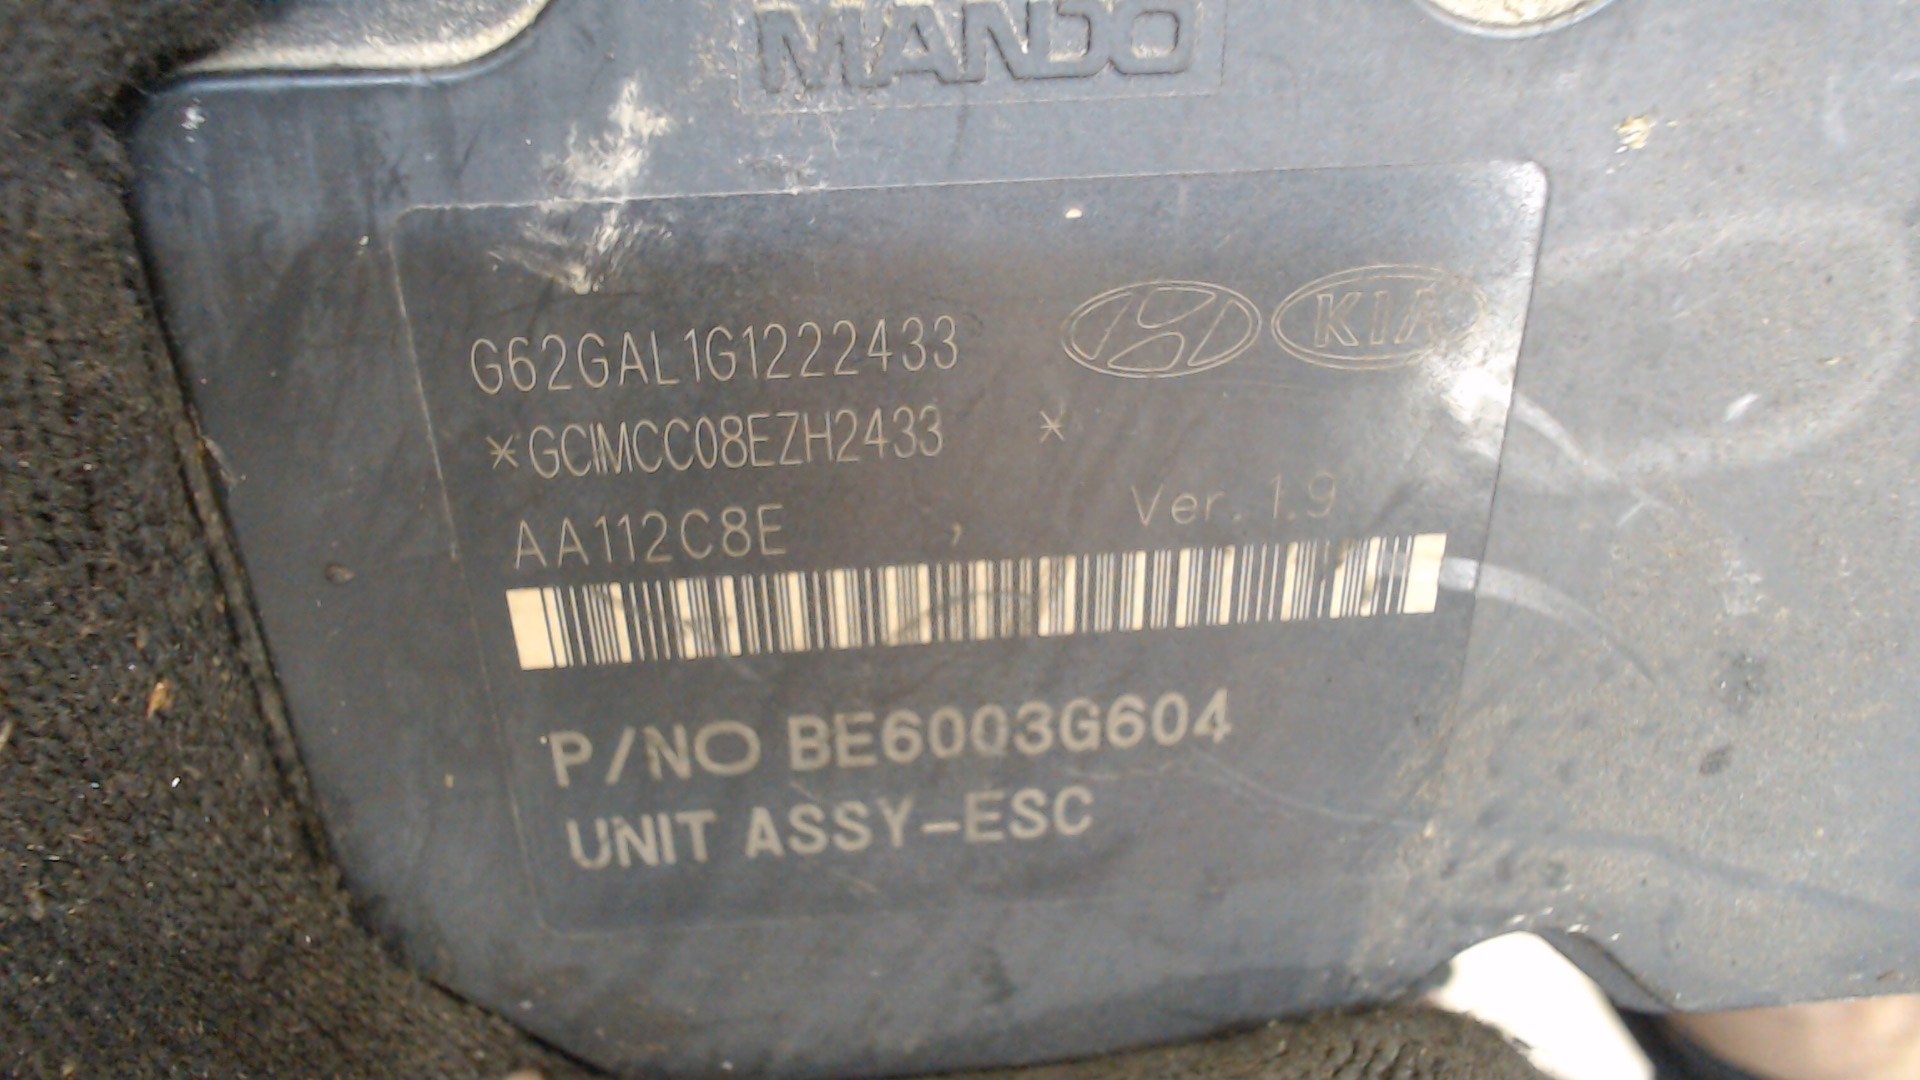 MANDO
KIA
G62GAL1G1222433
*GCIMCC08EZH2433 *
AA112C8E , Ver. 1.9
P/NO BE6003G604
UNIT ASSY-ESC